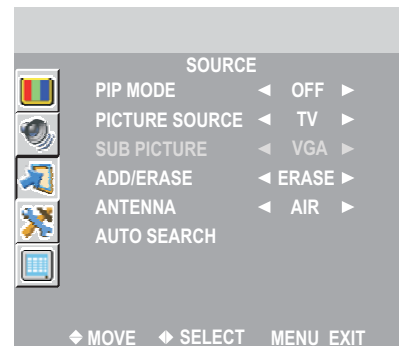 SOURCE
PIP MODE ◄ OFF ►
PICTURE SOURCE ◄ TV ►
SUB PICTURE ◄ VGA ►
ADD/ERASE ◄ ERASE ►
ANTENNA ◄ AIR ►
AUTO SEARCH
MOVE SELECT MENU EXIT